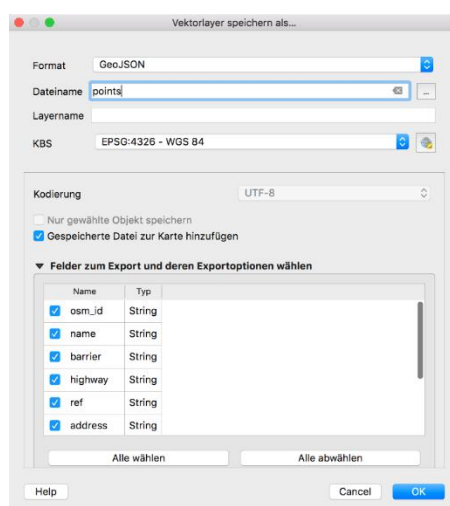 Vektorlayer speichern als...
Format GeoJSON
Dateiname points ...
Layername
KBS EPSG:4326 - WGS 84
Kodierung UTF-8
Nur gewählte Objekt speichern
Gespeicherte Datei zur Karte hinzufügen
Felder zum Export und deren Exportoptionen wählen
Name Typ
osm_id String
name String
barrier String
highway String
ref String
address String
Alle wählen Alle abwählen
Help Cancel OK